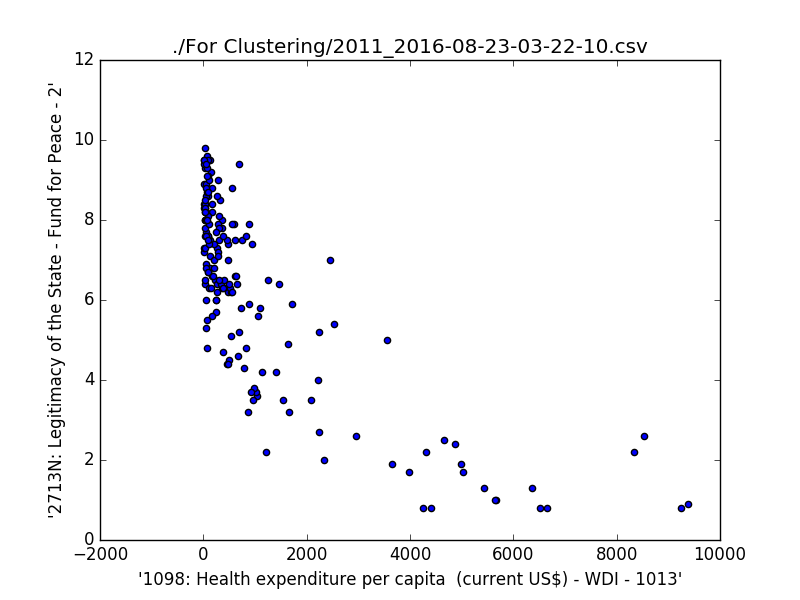 ./For Clustering/2011_2016-08-23-03-22-10.csv
12
10
8
6
4
2
0
'2713N: Legitimacy of the State - Fund for Peace - 2'
−2000 0 2000 4000 6000 8000 10000
'1098: Health expenditure per capita  (current US$) - WDI - 1013'